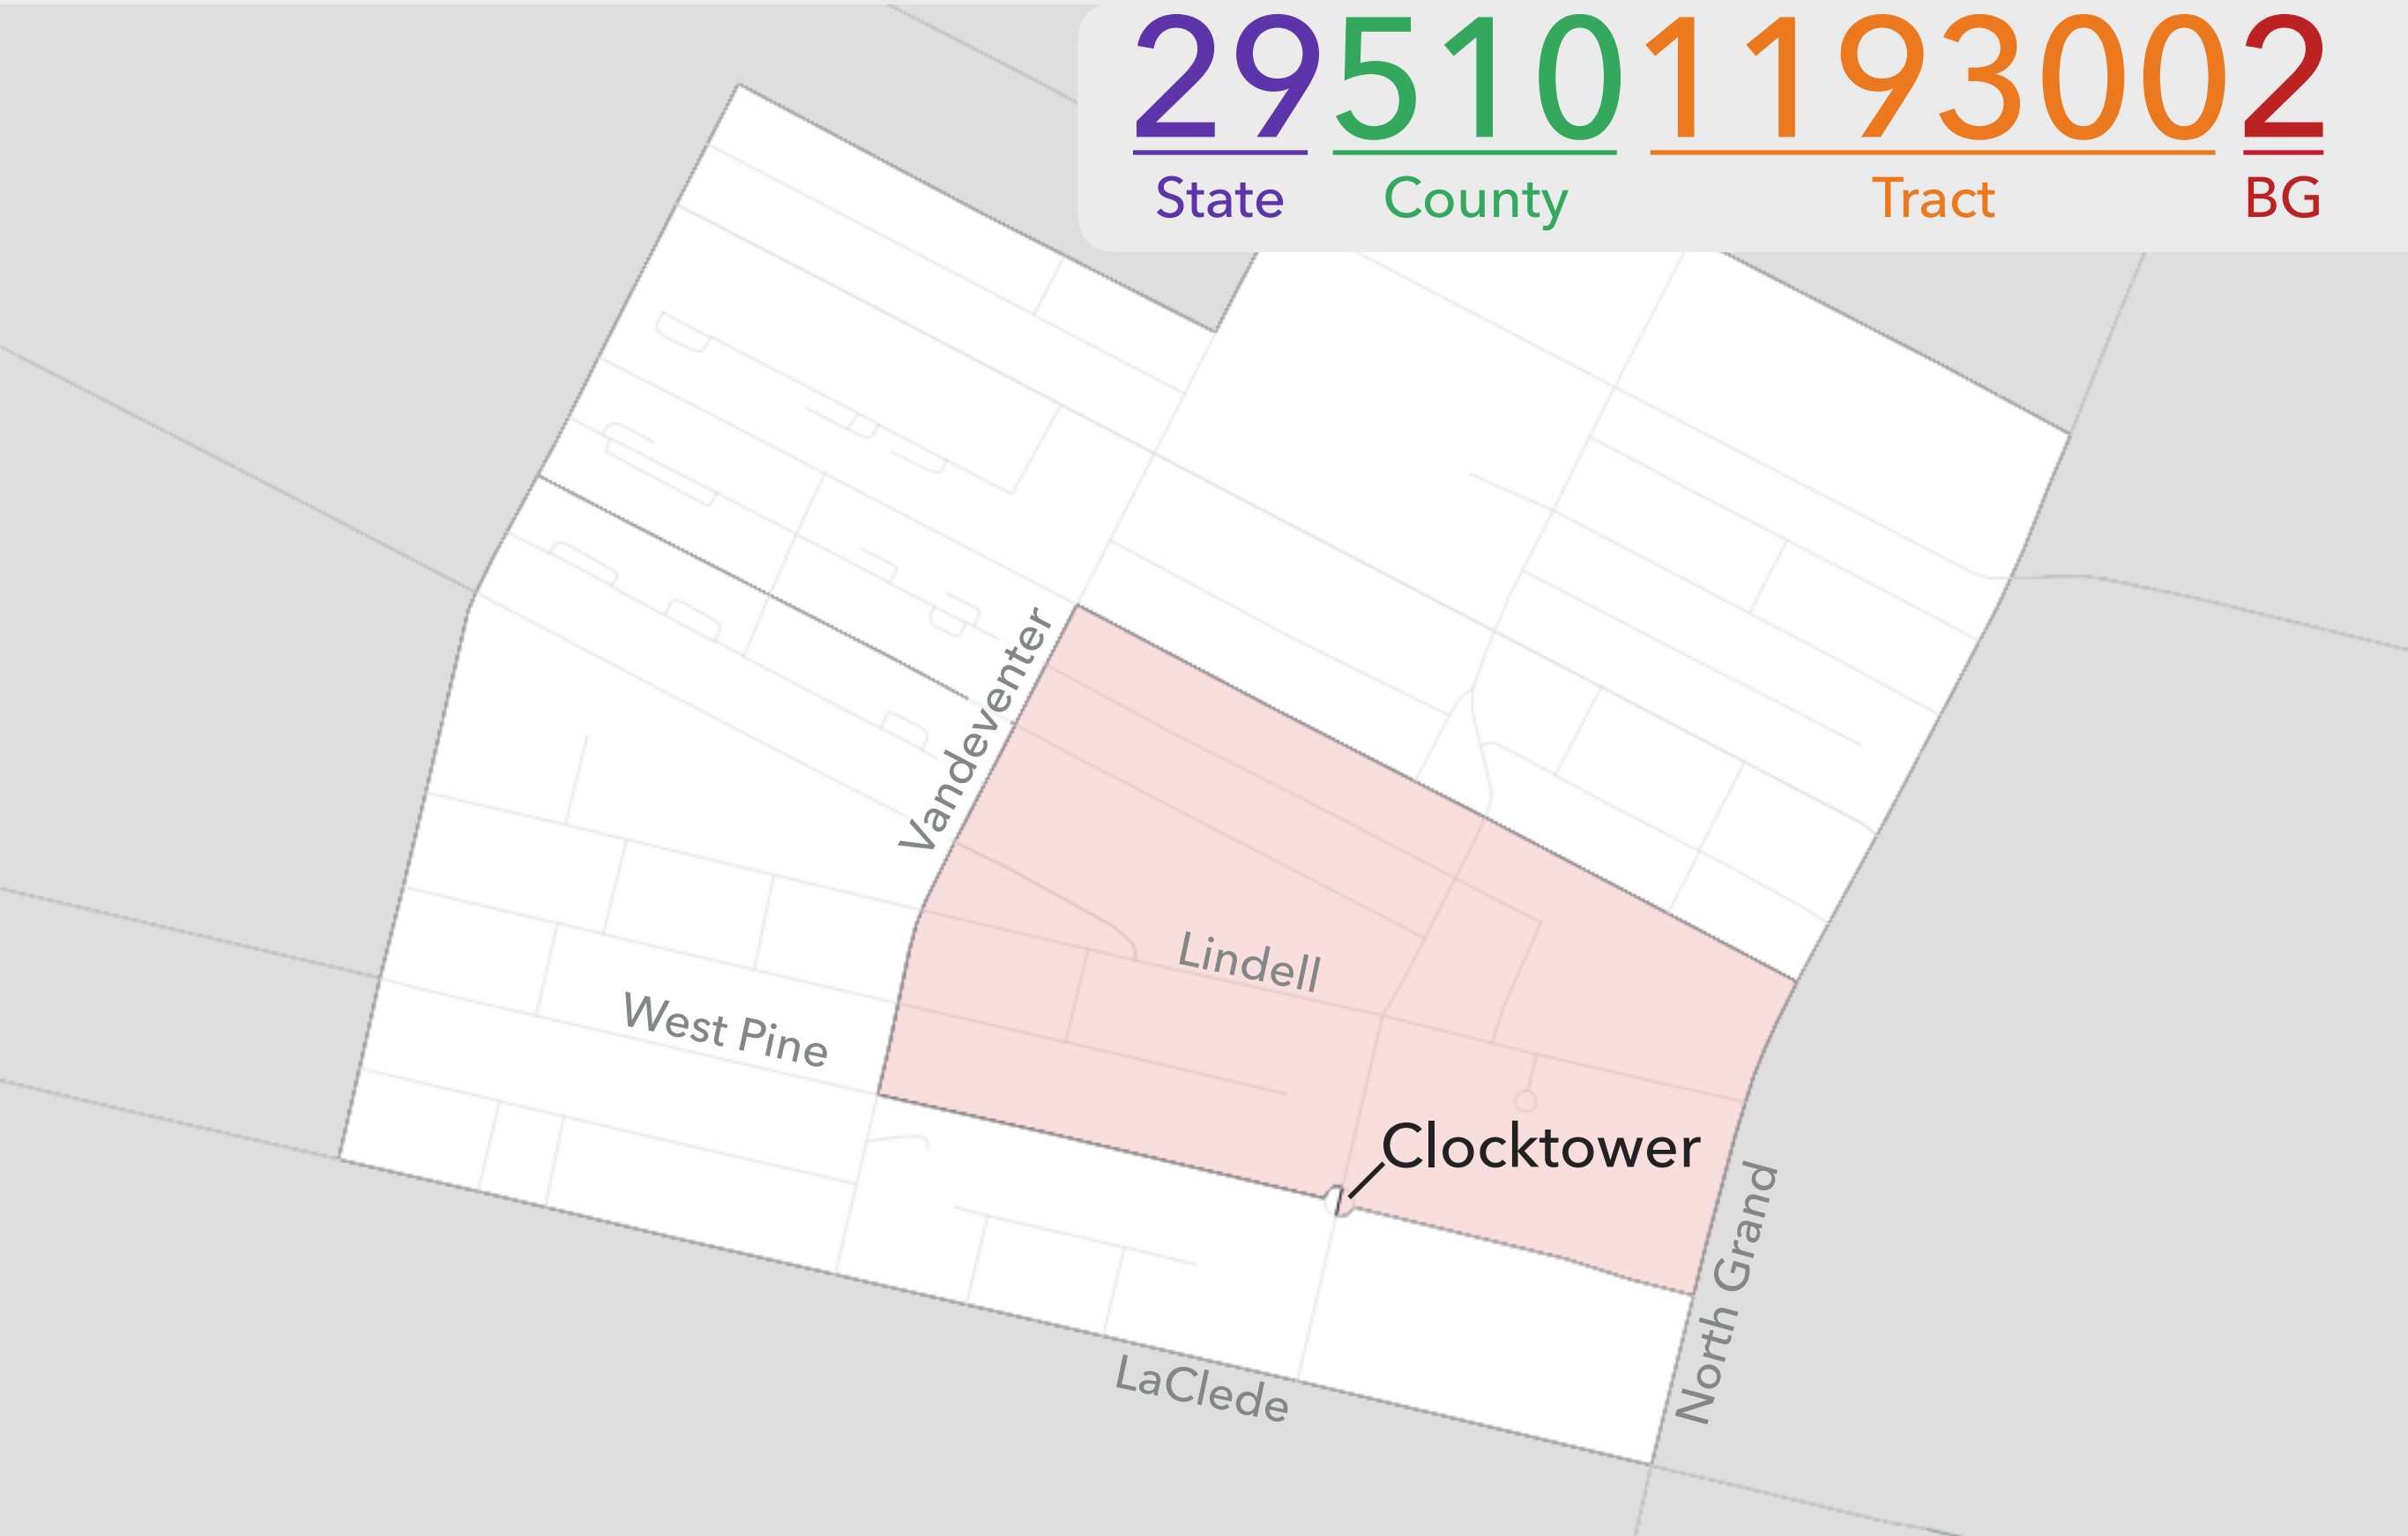 295101193002
State County Tract BG
Vandeventer
Lindell
West Pine
Clocktower
North Grand
LaClede